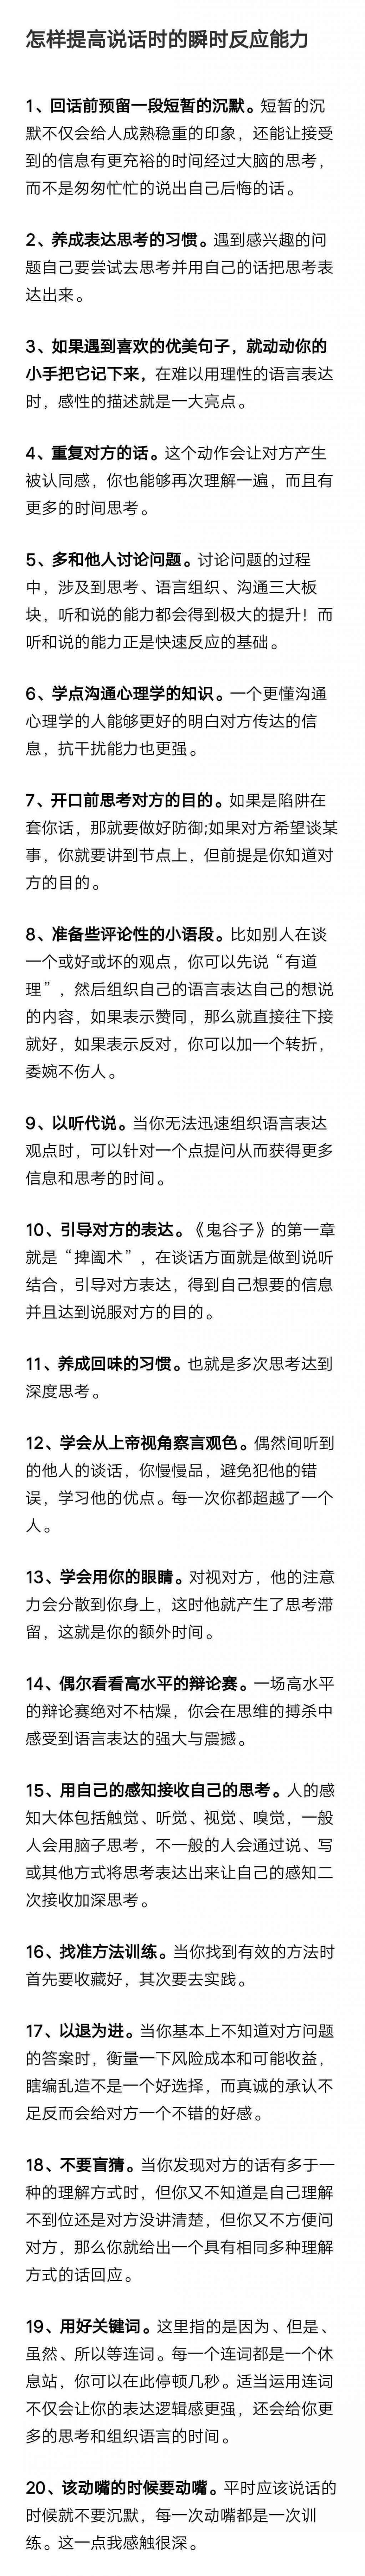 怎样提高说话时的瞬时反应能力
1、回话前预留一段短暂的沉默。短暂的沉
默不仅会给人成熟稳重的印象，还能让接受
到的信息有更充裕的时间经过大脑的思考，
而不是匆匆忙忙的说出自己后悔的话。
2、养成表达思考的习惯。遇到感兴趣的问
题自己要尝试去思考并用自己的话把思考表
达出来。
3、如果遇到喜欢的优美句子，就动动你的
小手把它记下来，在难以用理性的语言表达
时，感性的描述就是一大亮点。
4、重复对方的话。这个动作会让对方产生
被认同感，你也能够再次理解一遍，而且有
更多的时间思考。
5、多和他人讨论问题。讨论问题的过程
中，涉及到思考、语言组织、沟通三大板
块，听和说的能力都会得到极大的提升！而
听和说的能力正是快速反应的基础。
6、学点沟通心理学的知识。一个更懂沟通
心理学的人能够更好的明白对方传达的信
息，抗干扰能力也更强。
7、开口前思考对方的目的。如果是陷阱在
套你话，那就要做好防御;如果对方希望谈某
事，你就要讲到节点上，但前提是你知道对
方的目的。
8、准备些评论性的小语段。比如别人在谈
一个或好或坏的观点，你可以先说“有道
理”，然后组织自己的语言表达自己的想说
的内容，如果表示赞同，那么就直接往下接
就好，如果表示反对，你可以加一个转折，
委婉不伤人。
9、以听代说。当你无法迅速组织语言表达
观点时，可以针对一个点提问从而获得更多
信息和思考的时间。
10、引导对方的表达。《鬼谷子》的第一章
就是“捭阖术”，在谈话方面就是做到说听
结合，引导对方表达，得到自己想要的信息
并且达到说服对方的目的。
11、养成回味的习惯。也就是多次思考达到
深度思考。
12、学会从上帝视角察言观色。偶然间听到
的他人的谈话，你慢慢品，避免犯他的错
误，学习他的优点。每一次你都超越了一个
人。
13、学会用你的眼睛。对视对方，他的注意
力会分散到你身上，这时他就产生了思考滞
留，这就是你的额外时间。
14、偶尔看看高水平的辩论赛。一场高水平
的辩论赛绝对不枯燥，你会在思维的搏杀中
感受到语言表达的强大与震撼。
15、用自己的感知接收自己的思考。人的感
知大体包括触觉、听觉、视觉、嗅觉，一般
人会用脑子思考，不一般的人会通过说、写
或其他方式将思考表达出来让自己的感知二
次接收加深思考。
16、找准方法训练。当你找到有效的方法时
首先要收藏好，其次要去实践。
17、以退为进。当你基本上不知道对方问题
的答案时，衡量一下风险成本和可能收益，
瞎编乱造不是一个好选择，而真诚的承认不
足反而会给对方一个不错的好感。
18、不要盲猜。当你发现对方的话有多于一
种的理解方式时，但你又不知道是自己理解
不到位还是对方没讲清楚，但你又不方便问
对方，那么你就给出一个具有相同多种理解
方式的话回应。
19、用好关键词。这里指的是因为、但是、
虽然、所以等连词。每一个连词都是一个休
息站，你可以在此停顿几秒。适当运用连词
不仅会让你的表达逻辑感更强，还会给你更
多的思考和组织语言的时间。
20、该动嘴的时候要动嘴。平时应该说话的
时候就不要沉默，每一次动嘴都是一次训
练。这一点我感触很深。